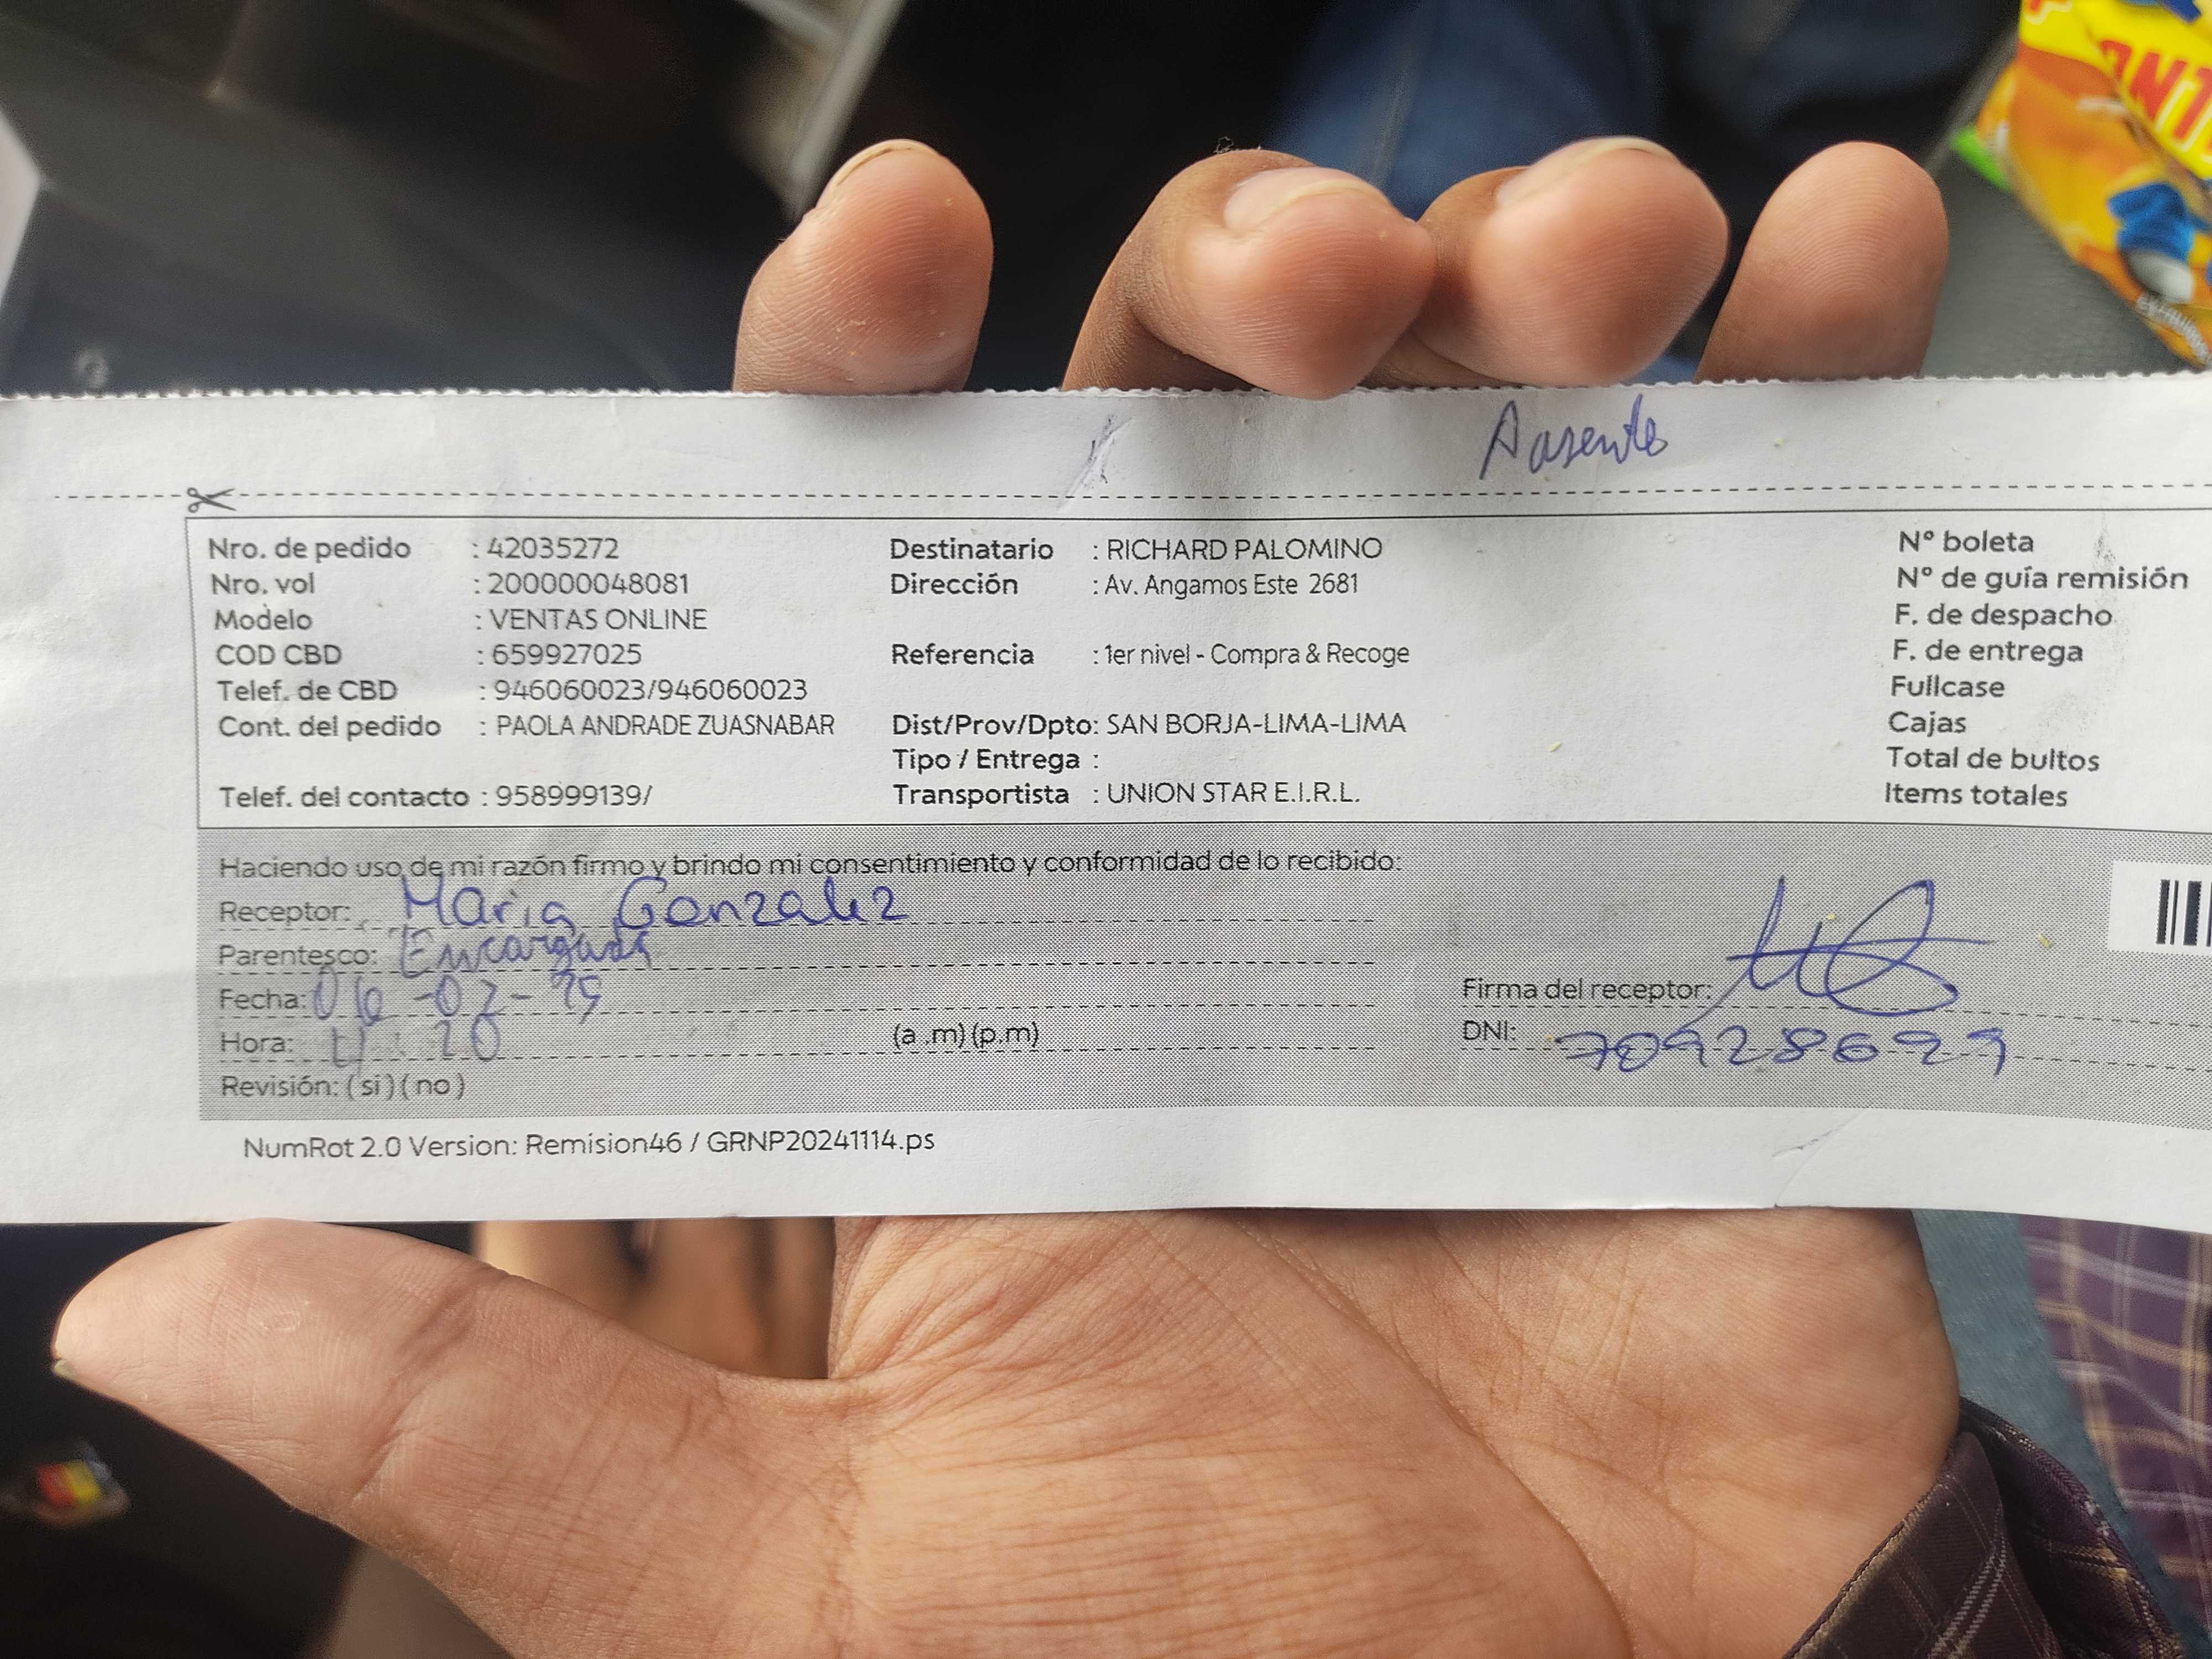 Ausente
Nro. de pedido : 42035272
Nro. vol : 200000048081
Modelo : VENTAS ONLINE
COD CBD : 659927025
Telef. de CBD : 946060023/946060023
Cont. del pedido : PAOLA ANDRADE ZUASNABAR
Telef. del contacto : 958999139/
Destinatario : RICHARD PALOMINO
Dirección : Av. Angamos Este 2681
Referencia : 1er nivel - Compra & Recoge
Dist/Prov/Dpto: SAN BORJA-LIMA-LIMA
Tipo / Entrega :
Transportista : UNION STAR E.I.R.L.
Nº boleta
Nº de guía remisión
F. de despacho
F. de entrega
Fullcase
Cajas
Total de bultos
Items totales
Haciendo uso de mi razón firmo y brindo mi consentimiento y conformidad de lo recibido:
Receptor: Maria Gonzalez
Parentesco: Encargada
Fecha: 06-02-25
Hora: 11:20 (a .m) (p.m)
Revisión: ( si ) ( no )
Firma del receptor:
DNI: 70928699
NumRot 2.0 Version: Remision46 / GRNP20241114.ps